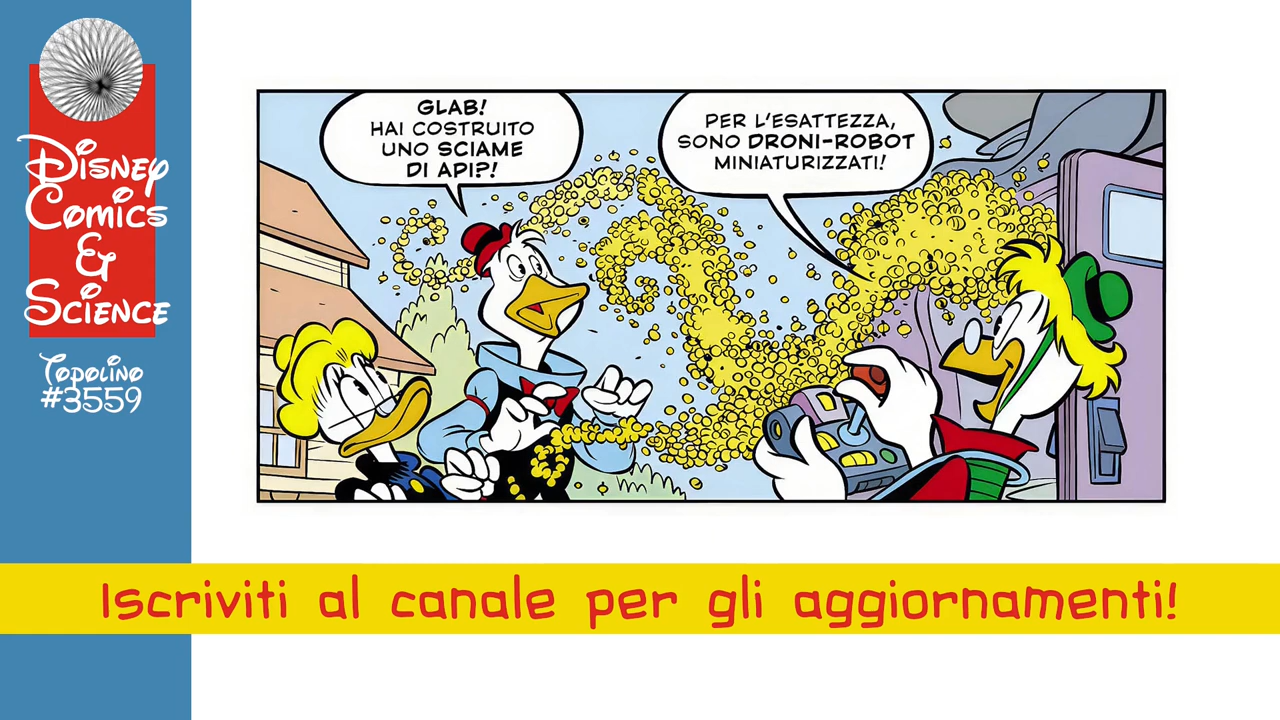 Disney
Comics
&
Science
Topolino
#3559
GLAB!
HAI COSTRUITO
UNO SCIAME
DI API?!
PER L'ESATTEZZA,
SONO DRONI-ROBOT
MINIATURIZZATI!
Iscriviti al canale per gli aggiornamenti!